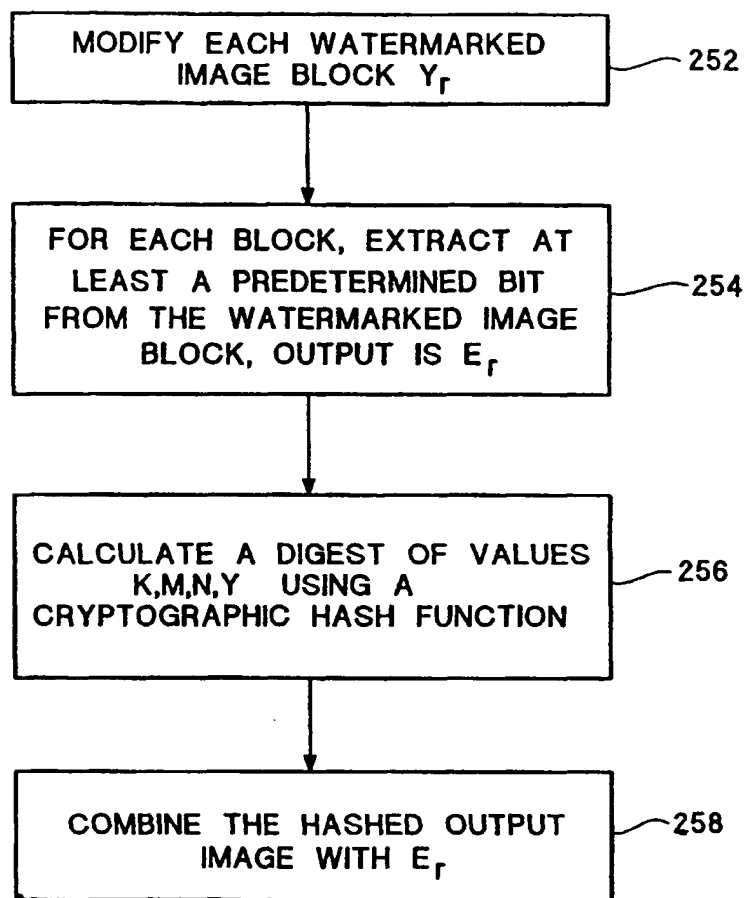 MODIFY EACH WATERMARKED
IMAGE BLOCK Yr
252
FOR EACH BLOCK, EXTRACT AT
LEAST A PREDETERMINED BIT
FROM THE WATERMARKED IMAGE
BLOCK, OUTPUT IS Er
254
CALCULATE A DIGEST OF VALUES
K,M,N,Y USING A
CRYPTOGRAPHIC HASH FUNCTION
256
COMBINE THE HASHED OUTPUT
IMAGE WITH Er
258